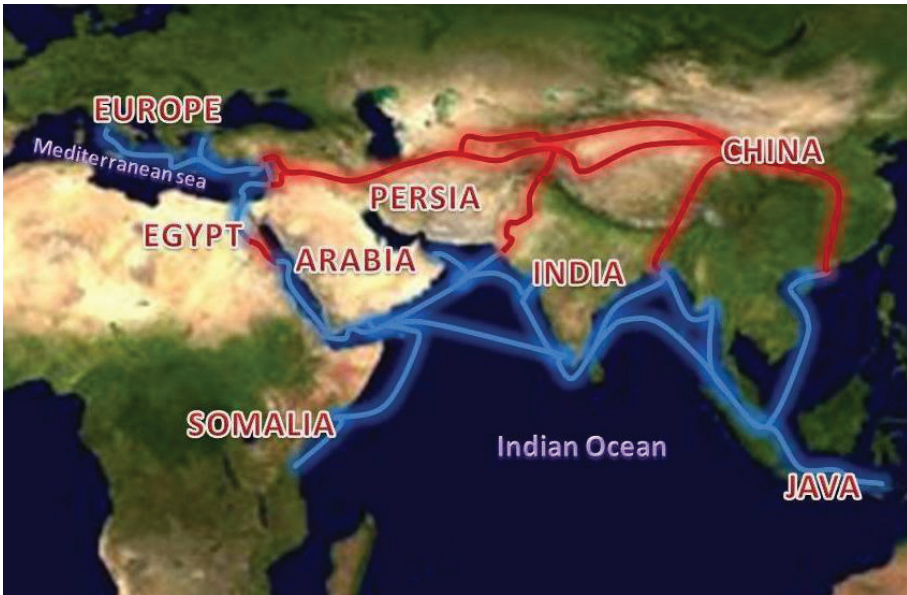 EUROPE
Mediterranean sea
CHINA
PERSIA
EGYPT
ARABIA
INDIA
SOMALIA
Indian Ocean
JAVA